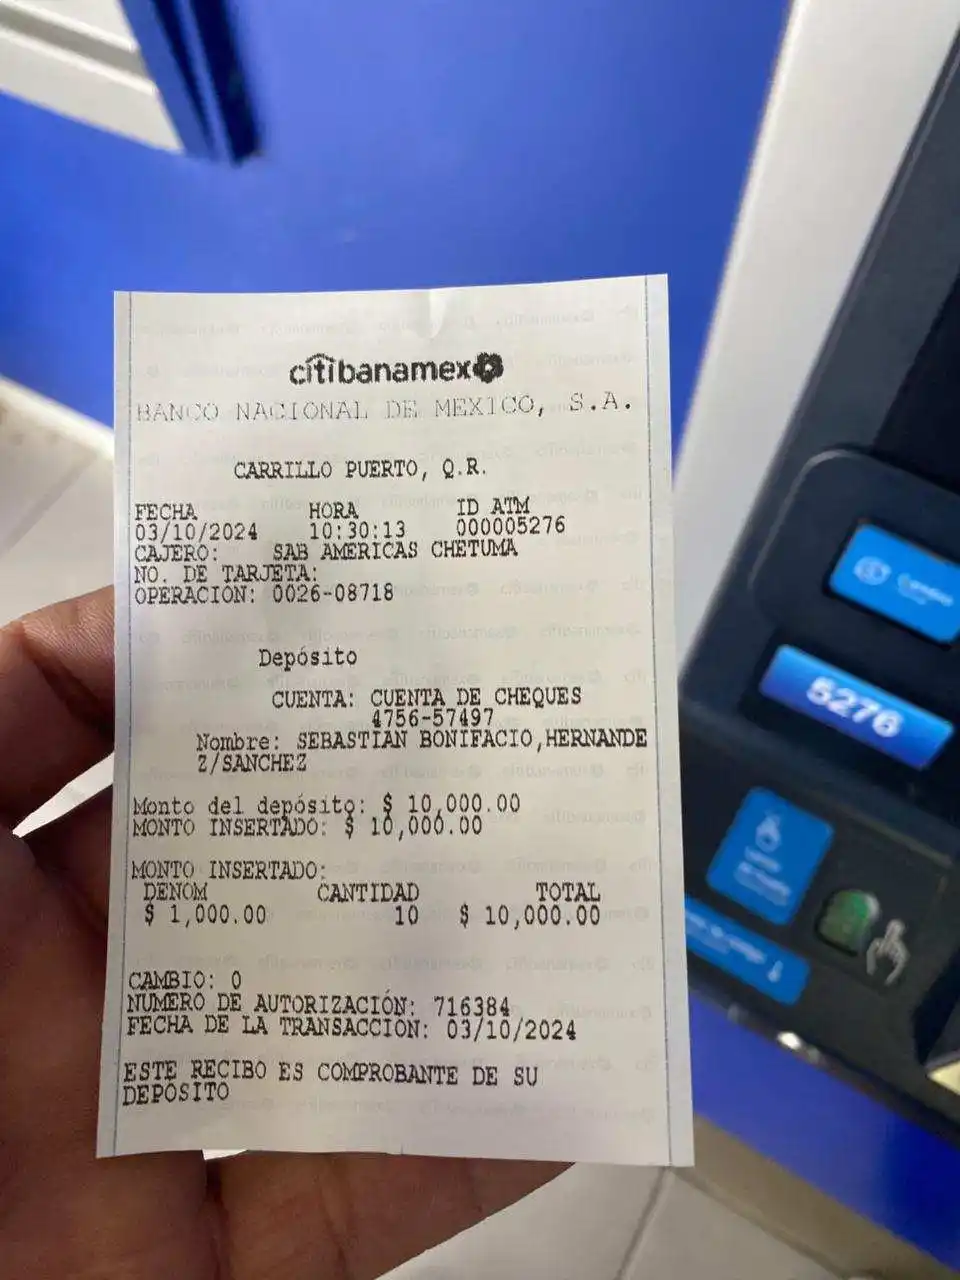 citibanamex
BANCO NACIONAL DE MEXICO, S.A.
CARRILLO PUERTO, Q.R.
FECHA HORA ID ATM
03/10/2024 10:30:13 000005276
CAJERO: SAB AMERICAS CHETUMA
NO. DE TARJETA:
OPERACION: 0026-08718
Depósito
CUENTA: CUENTA DE CHEQUES
4756-57497
Nombre: SEBASTIAN BONIFACIO,HERNANDE
Z/SANCHEZ
Monto del depósito: $ 10,000.00
MONTO INSERTADO: $ 10,000.00
MONTO INSERTADO:
DENOM CANTIDAD TOTAL
$ 1,000.00 10 $ 10,000.00
CAMBIO: 0
NUMERO DE AUTORIZACIÓN: 716384
FECHA DE LA TRANSACCION: 03/10/2024
ESTE RECIBO ES COMPROBANTE DE SU
DEPOSITO
5276